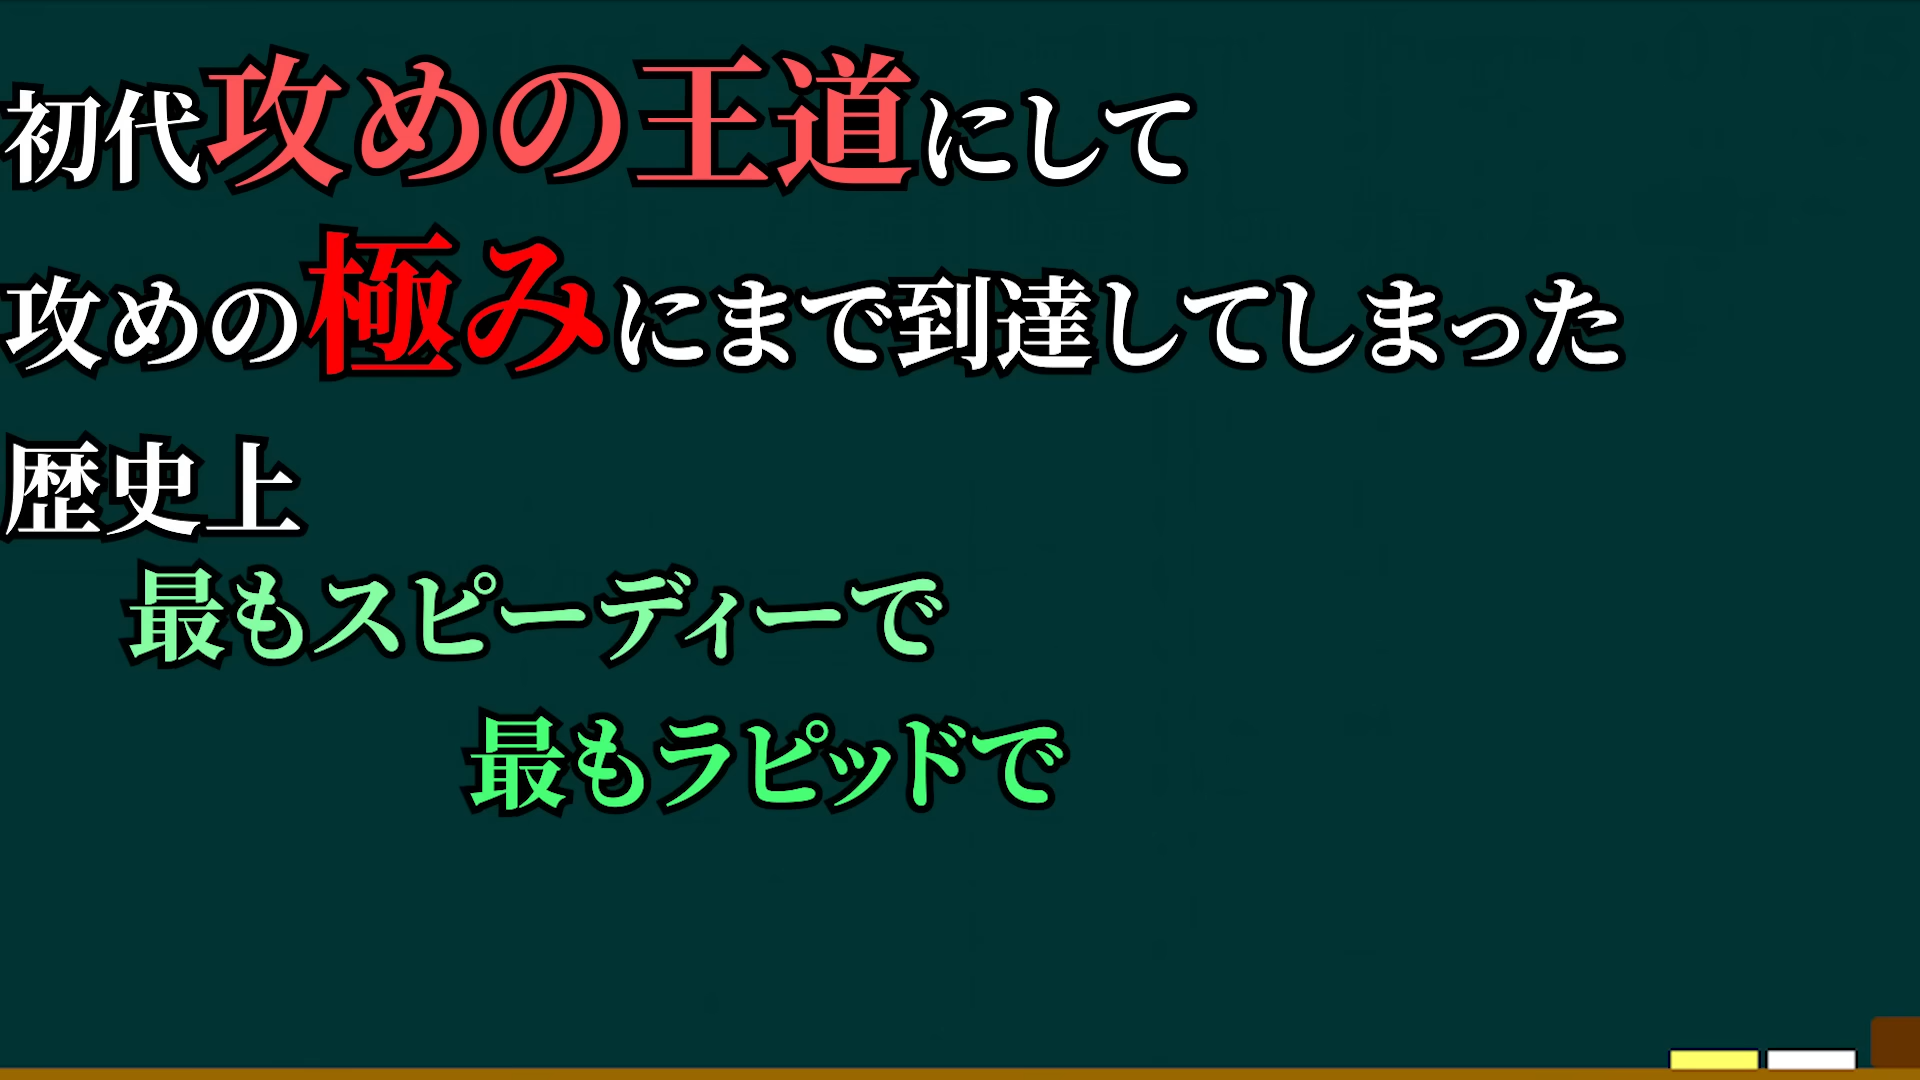 初代攻めの王道にして
攻めの極みにまで到達してしまった
歴史上
最もスピーディーで
最もラピッドで